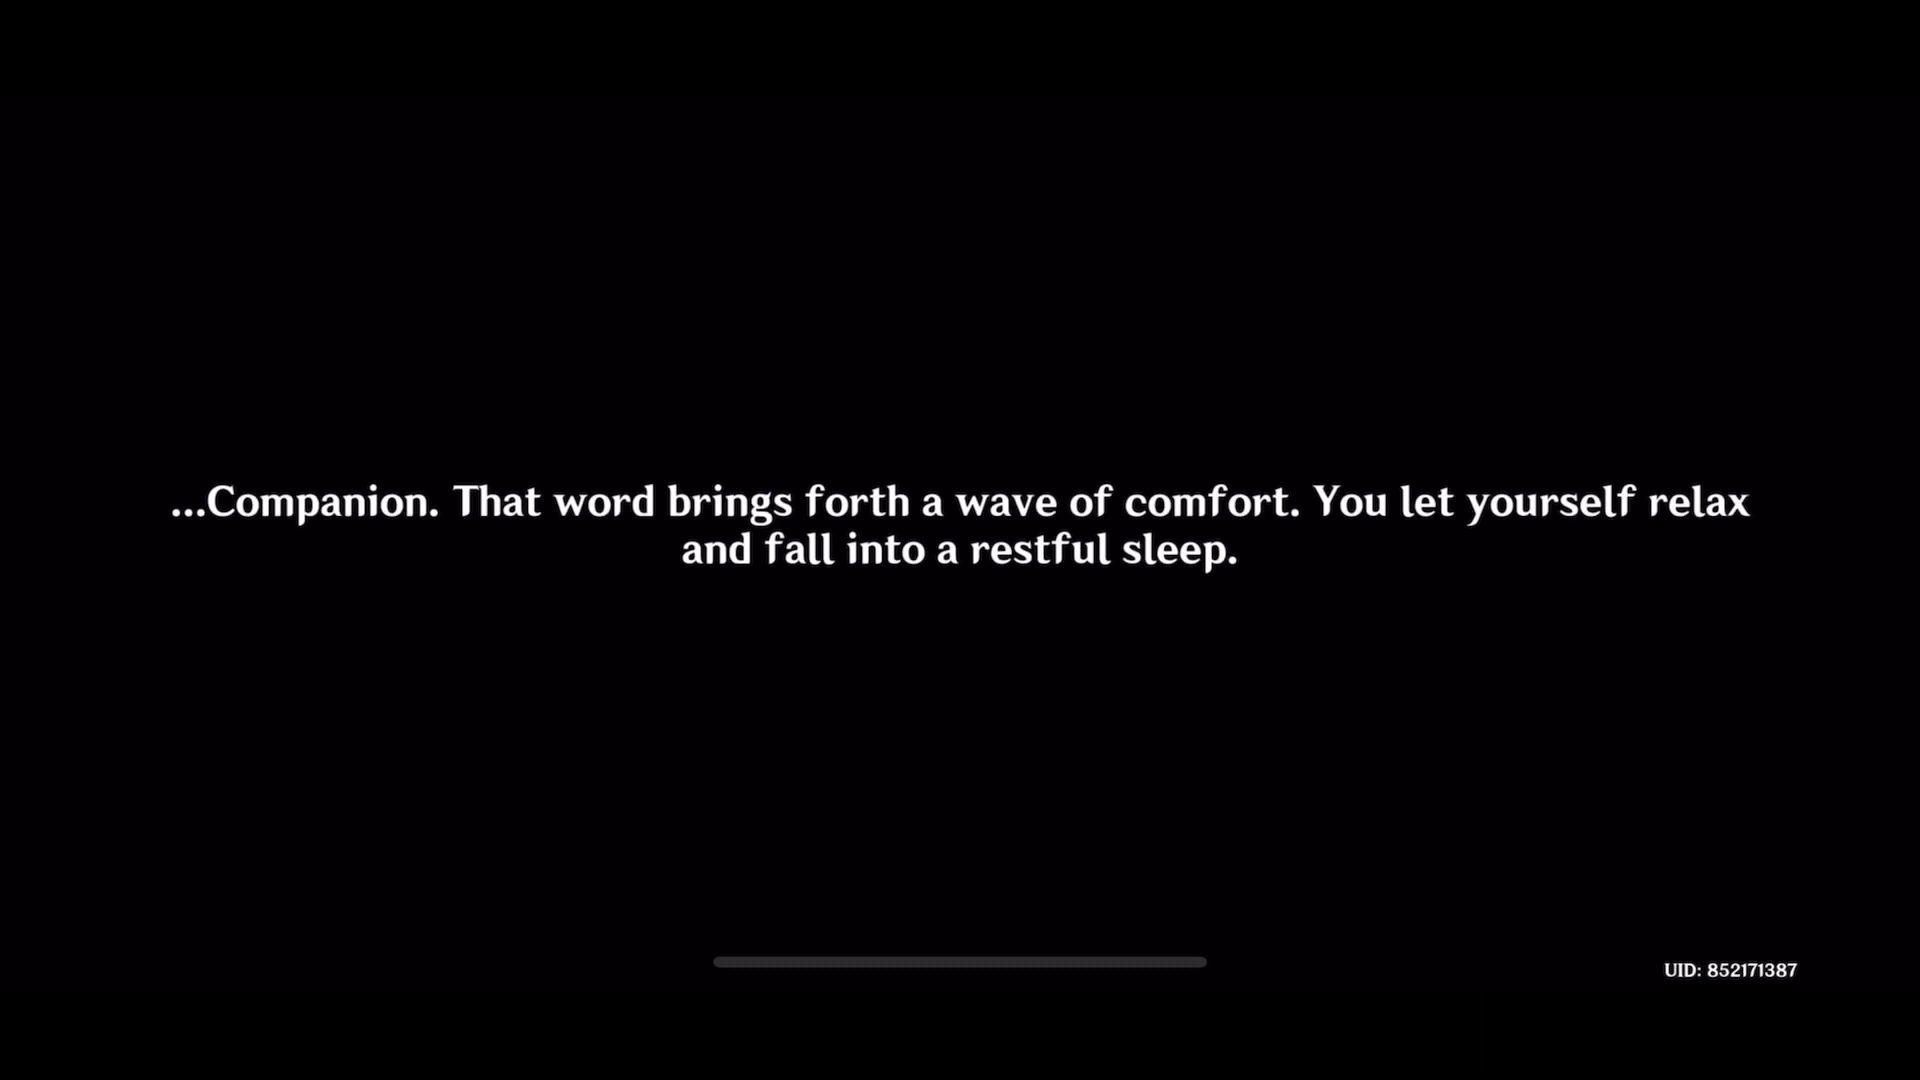 ...Companion. That word brings forth a wave of comfort. You let yourself relax
and fall into a restful sleep.
UID: 852171387